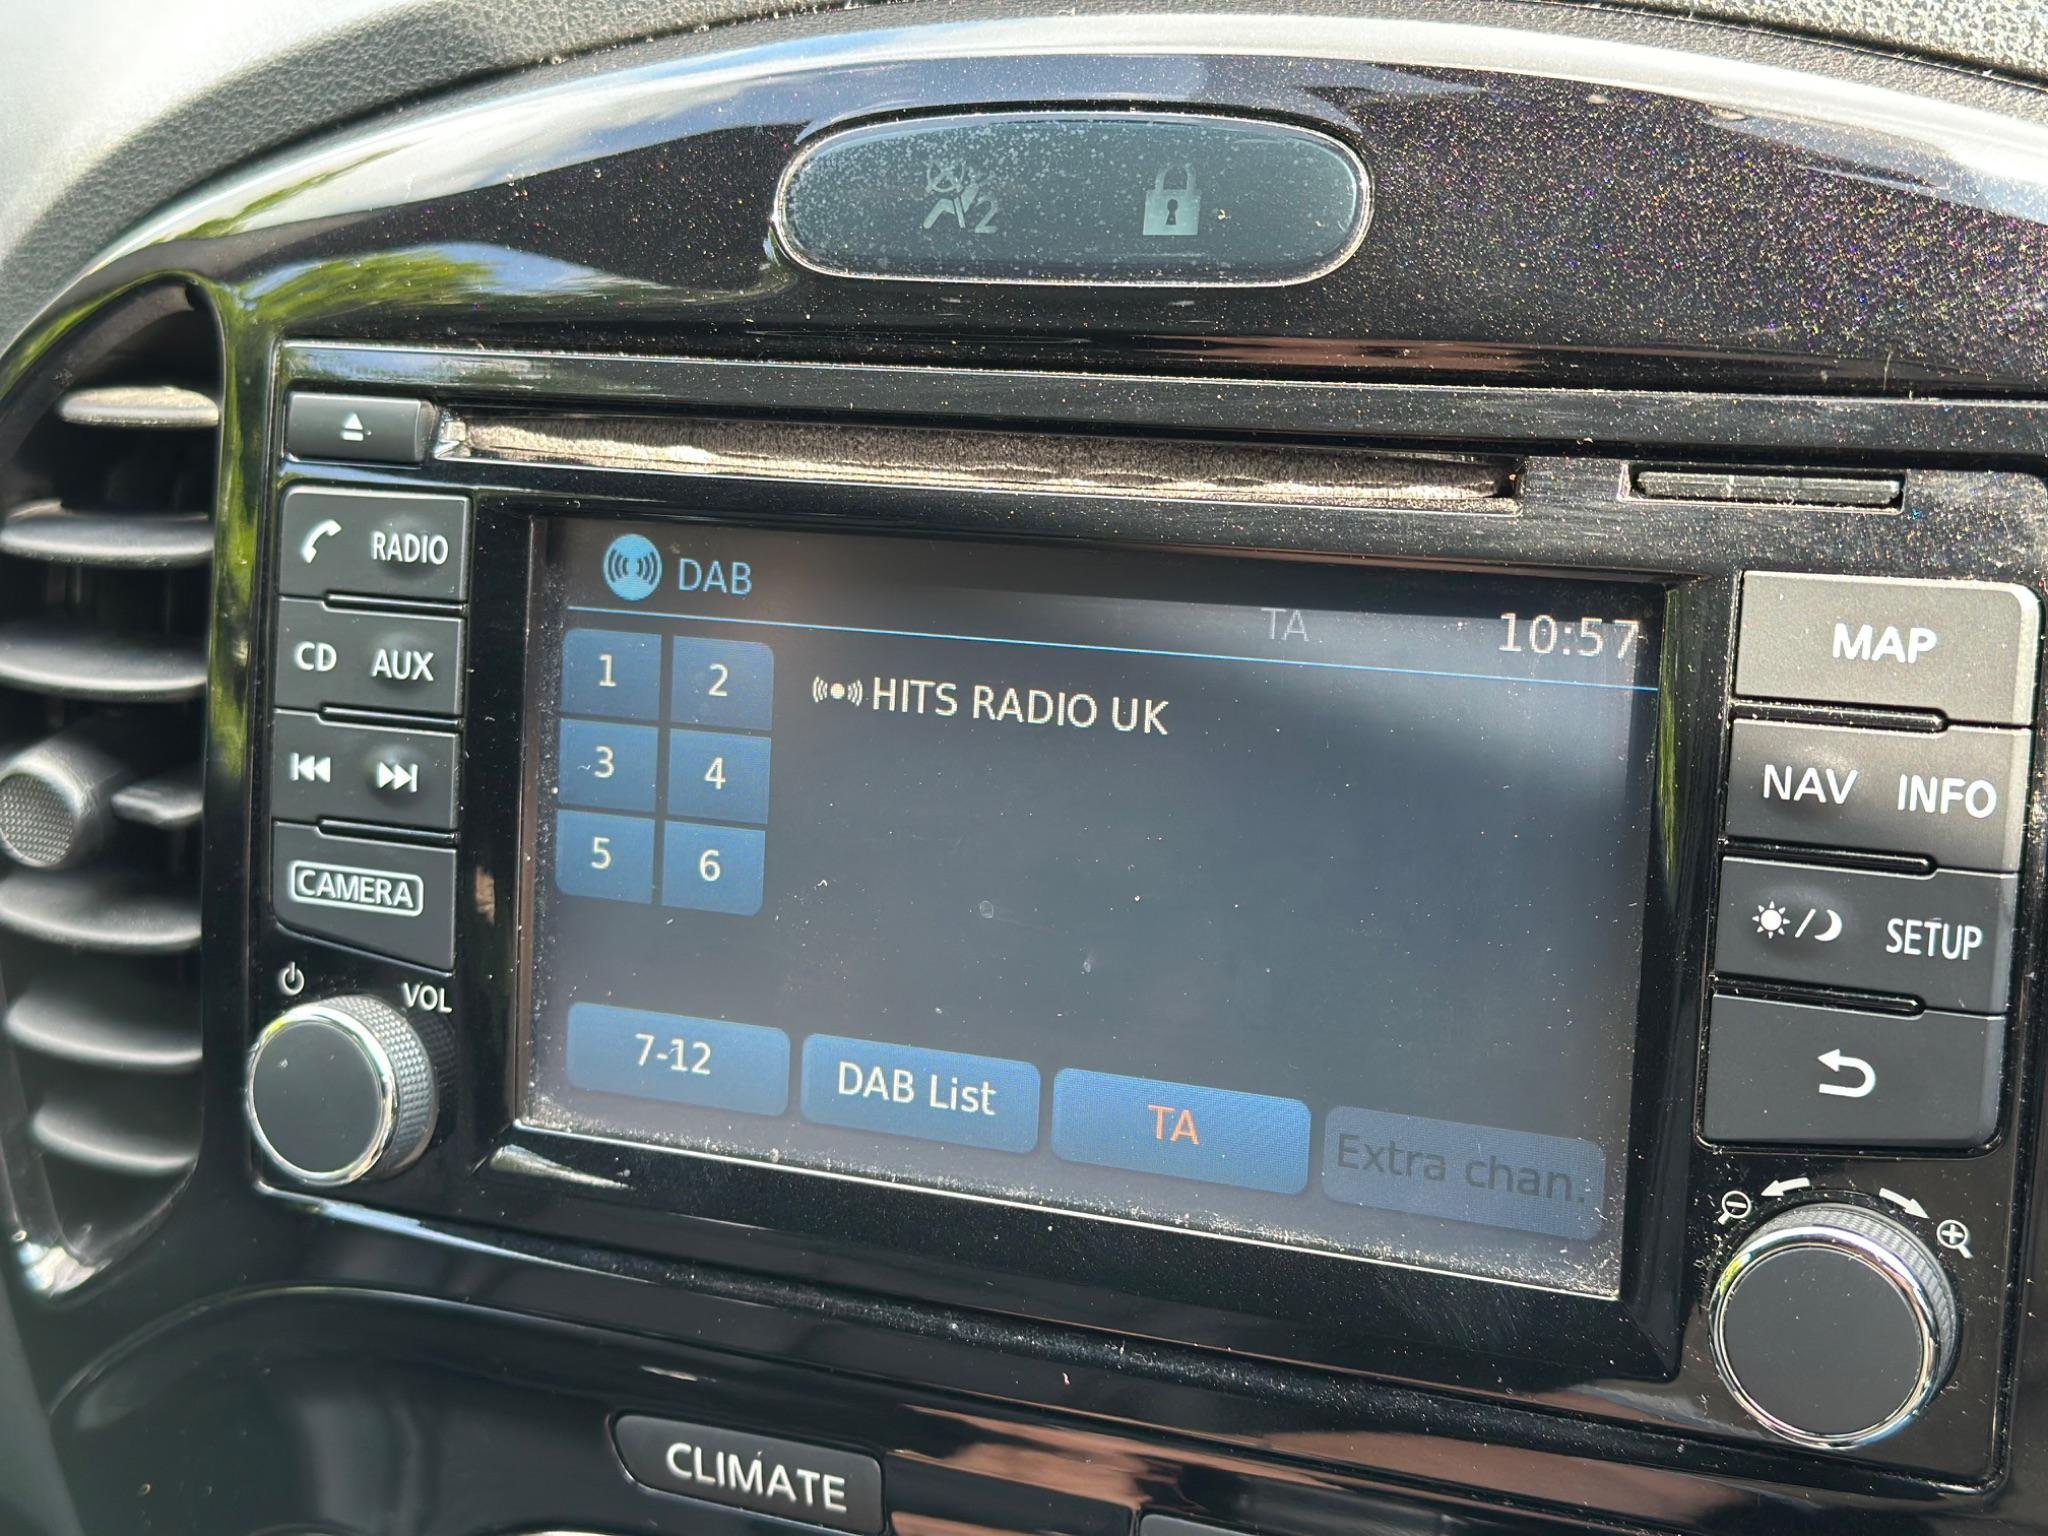 2
RADIO
CD AUX
CAMERA
VOL
DAB
TA
10:57
1 2
3 4
5 6
HITS RADIO UK
7-12
DAB List
TA
Extra chan.
MAP
NAV INFO
SETUP
CLIMATE